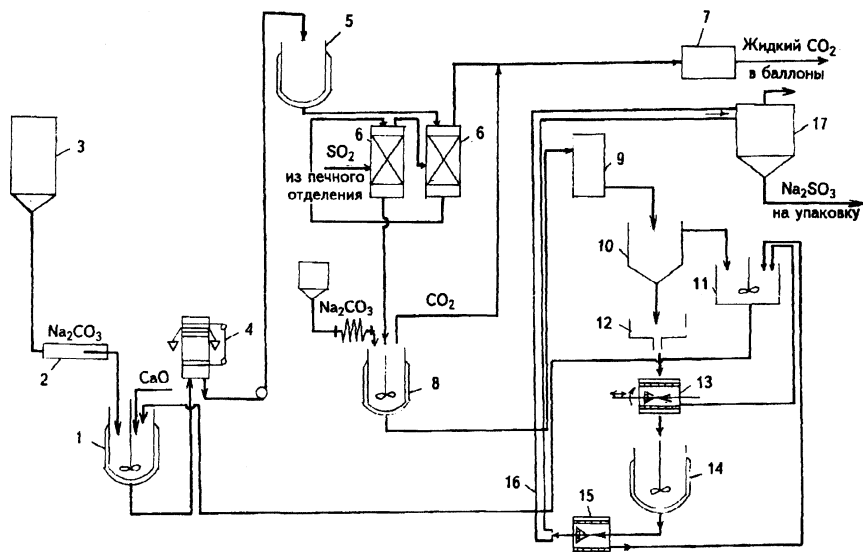 5
7
Жидкий CO₂
в баллоны
3
6
6
SO₂
из печного
отделения
9
17
Na₂SO₃
на упаковку
10
11
4
Na₂CO₃
CO₂
12
Na₂CO₃
2
CaO
8
13
1
14
16
15